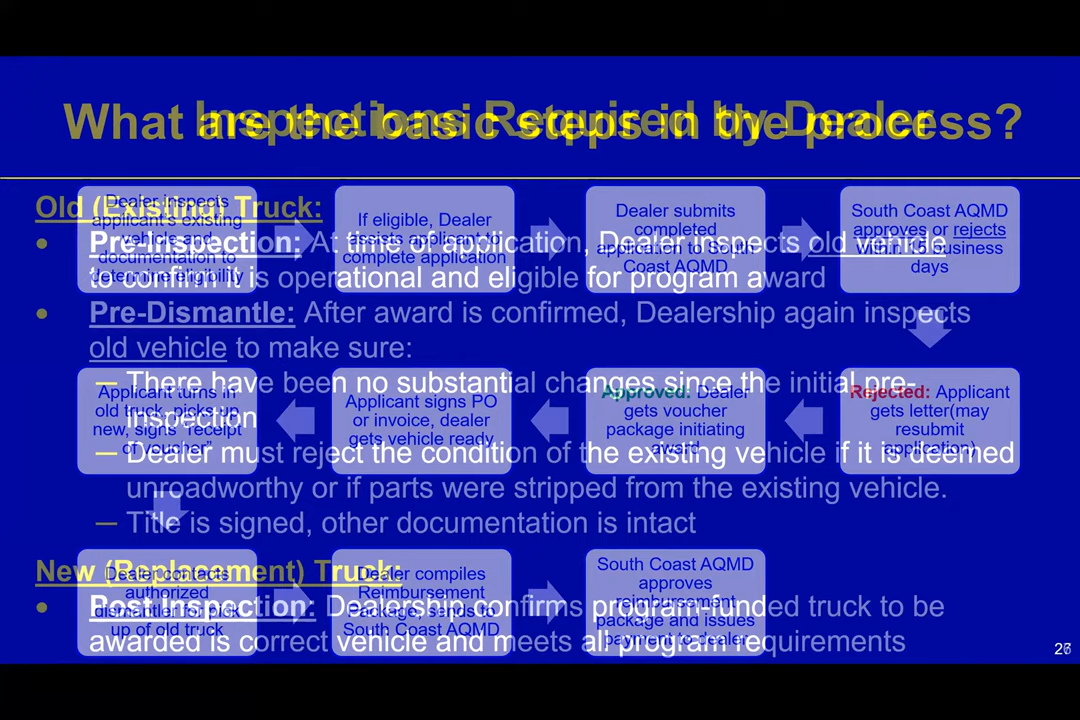 What are the basic steps in the process?
Dealer inspects
applicant's existing
vehicle and
documentation to
determine eligibility
If eligible, Dealer
assists applicant to
complete application
Dealer submits
completed
application to South
Coast AQMD
South Coast AQMD
approves or rejects
within 15 business
days
Rejected: Applicant
gets letter(may
resubmit
application)
Approved: Dealer
gets voucher
package initiating
award
Applicant signs PO
or invoice, dealer
gets vehicle ready
Applicant turns in
old truck, picks up
new, signs "receipt
of voucher"
Dealer contacts
authorized
dismantler for pick
up of old truck
Dealer compiles
Reimbursement
Package, sends to
South Coast AQMD
South Coast AQMD
approves
reimbursement
package and issues
payment to dealer
Inspections Required by Dealer
Old (Existing) Truck:
• Pre-Inspection: At time of application, Dealer inspects old vehicle
to confirm it is operational and eligible for program award
• Pre-Dismantle: After award is confirmed, Dealership again inspects
old vehicle to make sure:
– There have been no substantial changes since the initial pre-
inspection
– Dealer must reject the condition of the existing vehicle if it is deemed
unroadworthy or if parts were stripped from the existing vehicle.
– Title is signed, other documentation is intact
New (Replacement) Truck:
• Post-Inspection: Dealership confirms program-funded truck to be
awarded is correct vehicle and meets all program requirements